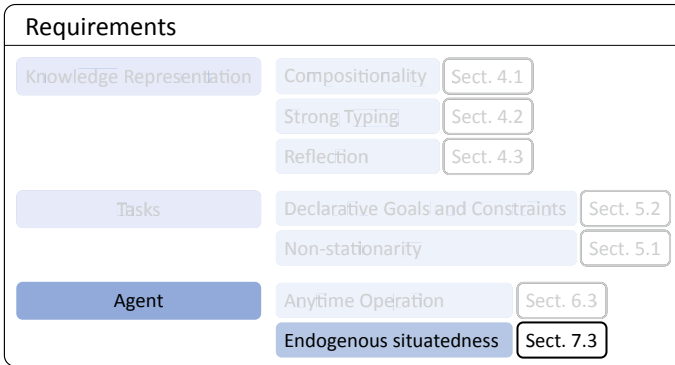 Requirements
Knowledge Representation Compositionality Sect. 4.1
Strong Typing Sect. 4.2
Reflection Sect. 4.3
Tasks Declarative Goals and Constraints Sect. 5.2
Non-stationarity Sect. 5.1
Agent Anytime Operation Sect. 6.3
Endogenous situatedness Sect. 7.3